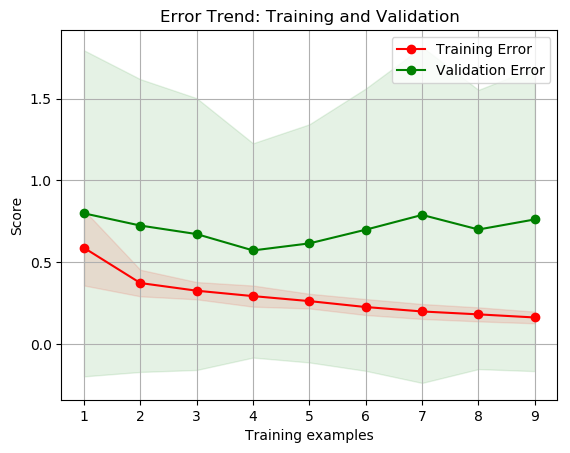 Error Trend: Training and Validation
Training Error
Validation Error
Score
1.5
1.0
0.5
0.0
1 2 3 4 5 6 7 8 9
Training examples